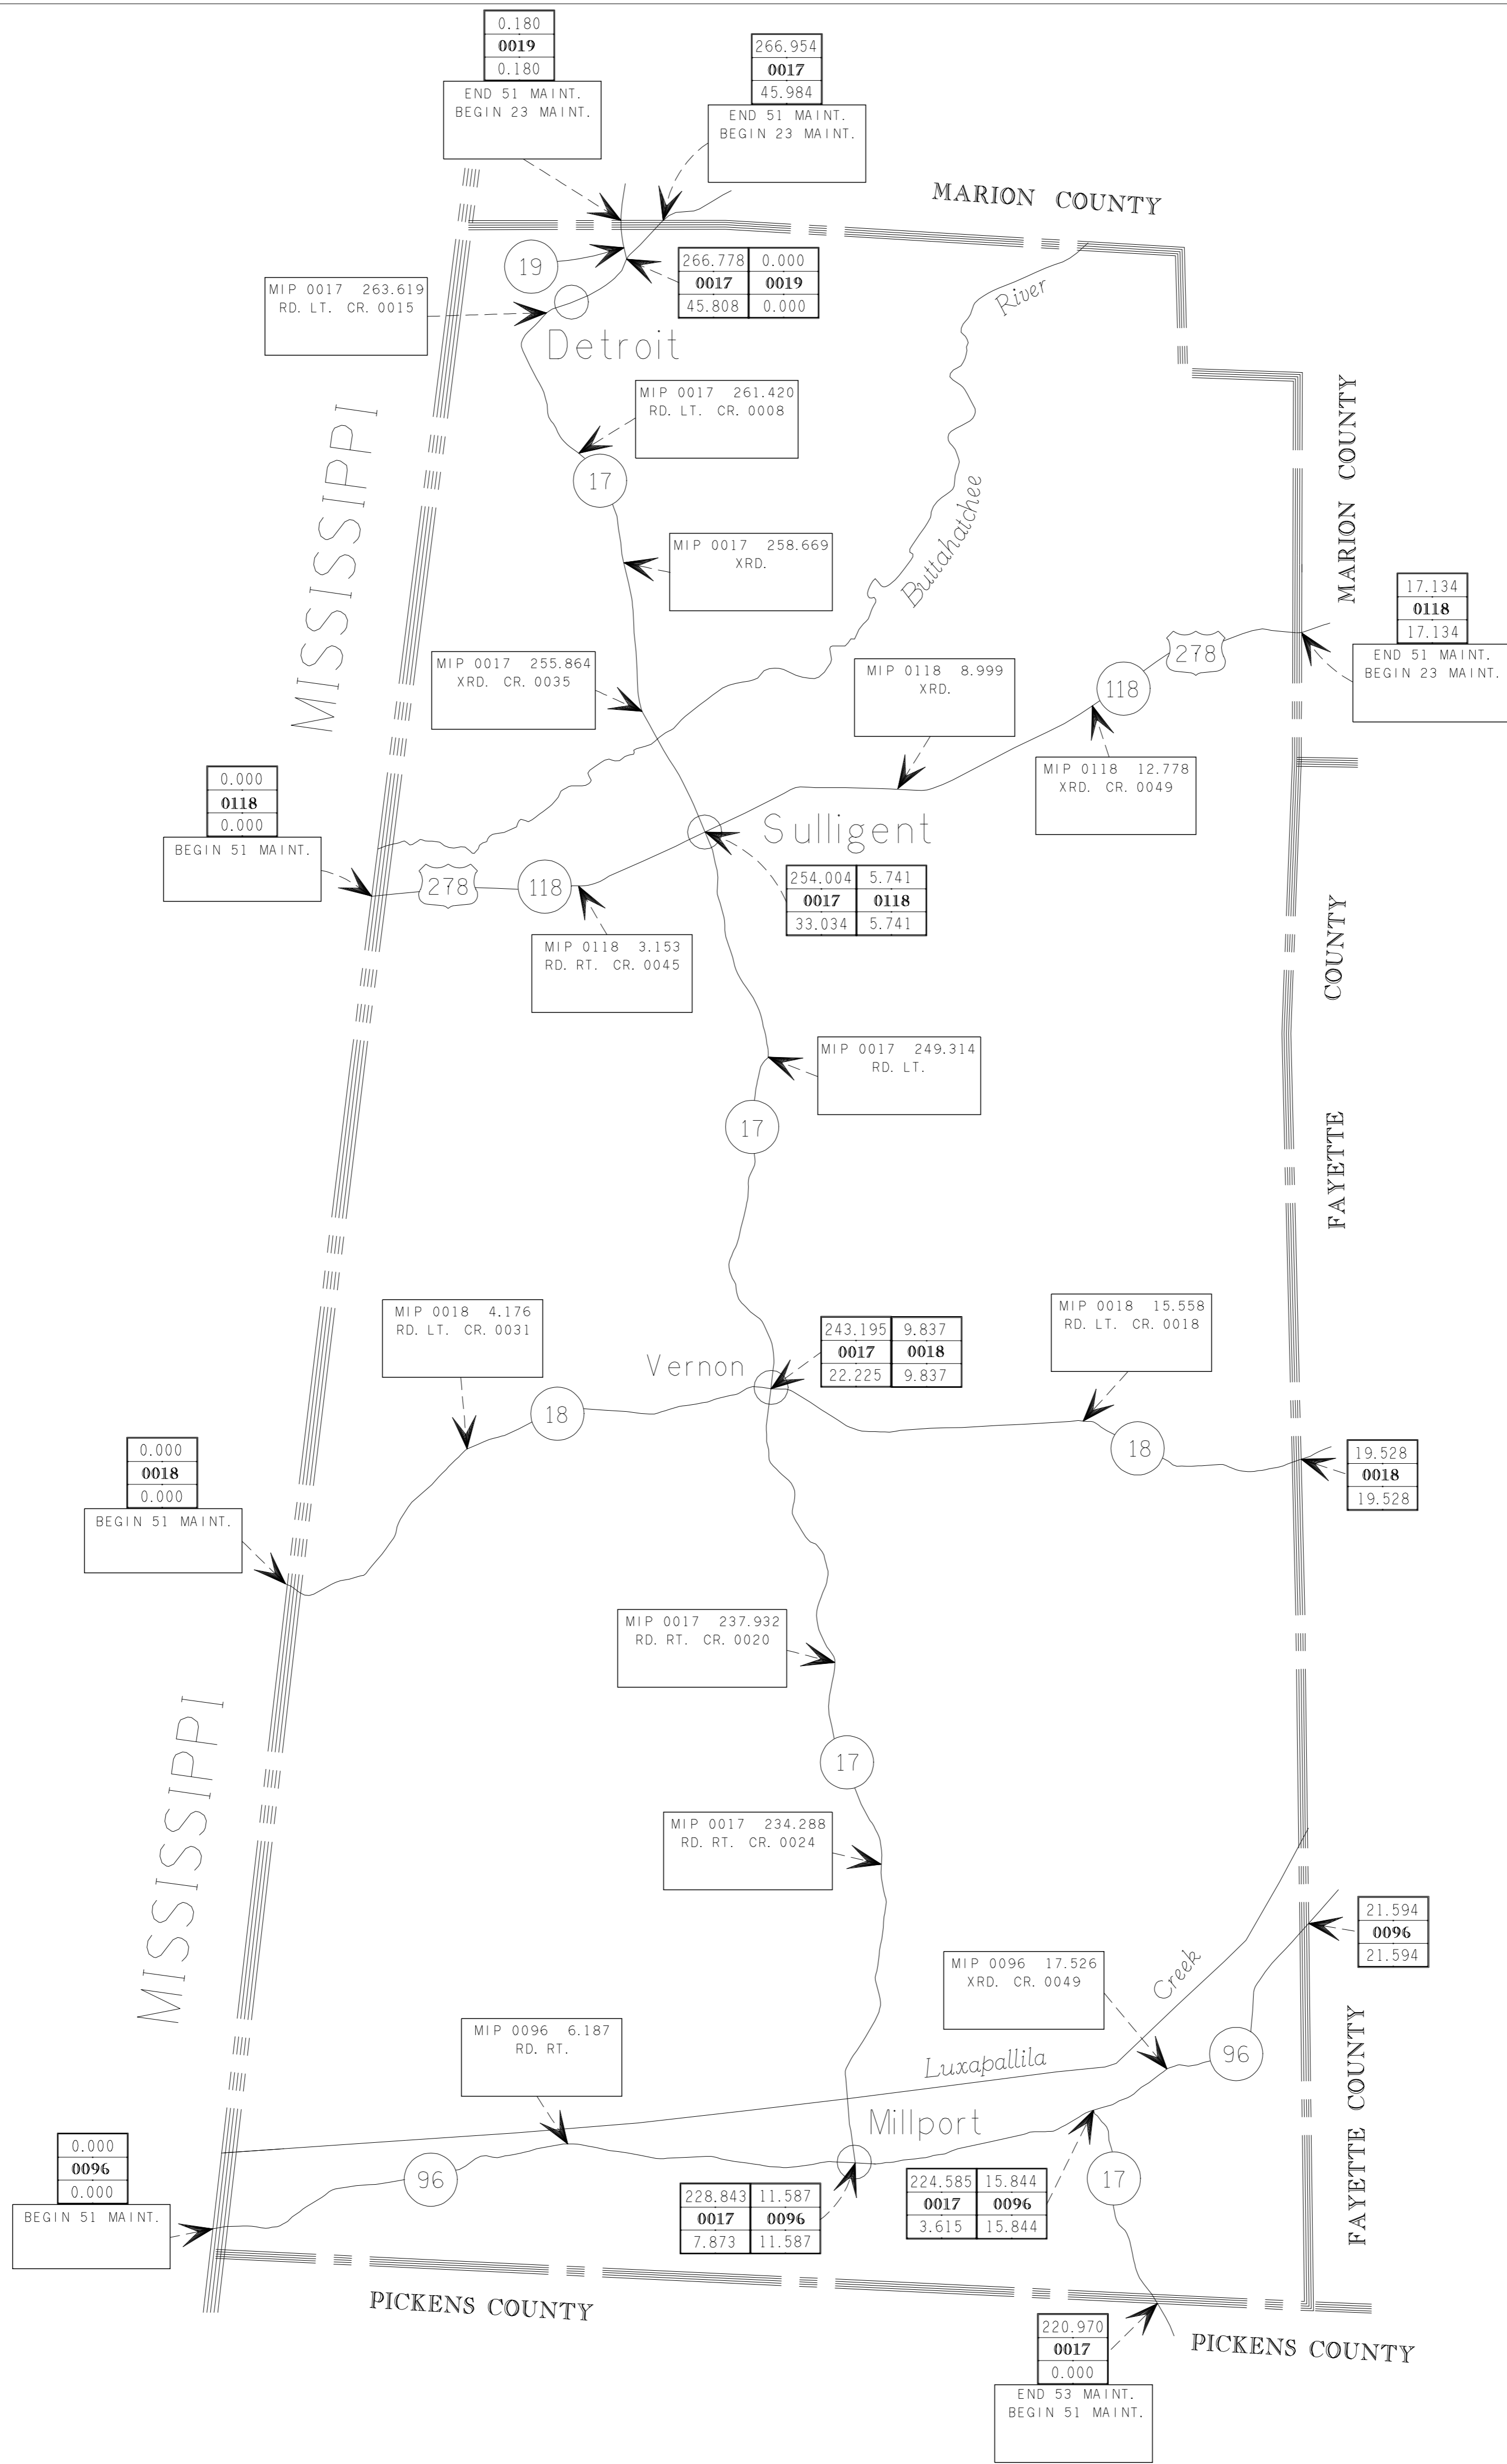 0.180
0019
0.180
END 51 MAINT.
BEGIN 23 MAINT.
266.954
0017
45.984
END 51 MAINT.
BEGIN 23 MAINT.
MARION COUNTY
19
266.778 0.000
0017 0019
45.808 0.000
MIP 0017 263.619
RD. LT. CR. 0015
River
Detroit
MIP 0017 261.420
RD. LT. CR. 0008
MARION COUNTY
MISSISSIPPI
17
Buttahatchee
MIP 0017 258.669
XRD.
17.134
0118
17.134
END 51 MAINT.
BEGIN 23 MAINT.
278
MIP 0017 255.864
XRD. CR. 0035
MIP 0118 8.999
XRD.
118
MIP 0118 12.778
XRD. CR. 0049
0.000
0118
0.000
BEGIN 51 MAINT.
Sulligent
278
118
254.004 5.741
0017 0118
33.034 5.741
MIP 0118 3.153
RD. RT. CR. 0045
FAYETTE COUNTY
MIP 0017 249.314
RD. LT.
17
MIP 0018 4.176
RD. LT. CR. 0031
243.195 9.837
0017 0018
22.225 9.837
MIP 0018 15.558
RD. LT. CR. 0018
Vernon
18
18
0.000
0018
0.000
BEGIN 51 MAINT.
19.528
0018
19.528
MIP 0017 237.932
RD. RT. CR. 0020
MISSISSIPPI
17
MIP 0017 234.288
RD. RT. CR. 0024
21.594
0096
21.594
MIP 0096 17.526
XRD. CR. 0049
Creek
MIP 0096 6.187
RD. RT.
Luxapallila
96
FAYETTE COUNTY
Millport
0.000
0096
0.000
BEGIN 51 MAINT.
96
228.843 11.587
0017 0096
7.873 11.587
224.585 15.844
0017 0096
3.615 15.844
17
PICKENS COUNTY
220.970
0017
0.000
END 53 MAINT.
BEGIN 51 MAINT.
PICKENS COUNTY